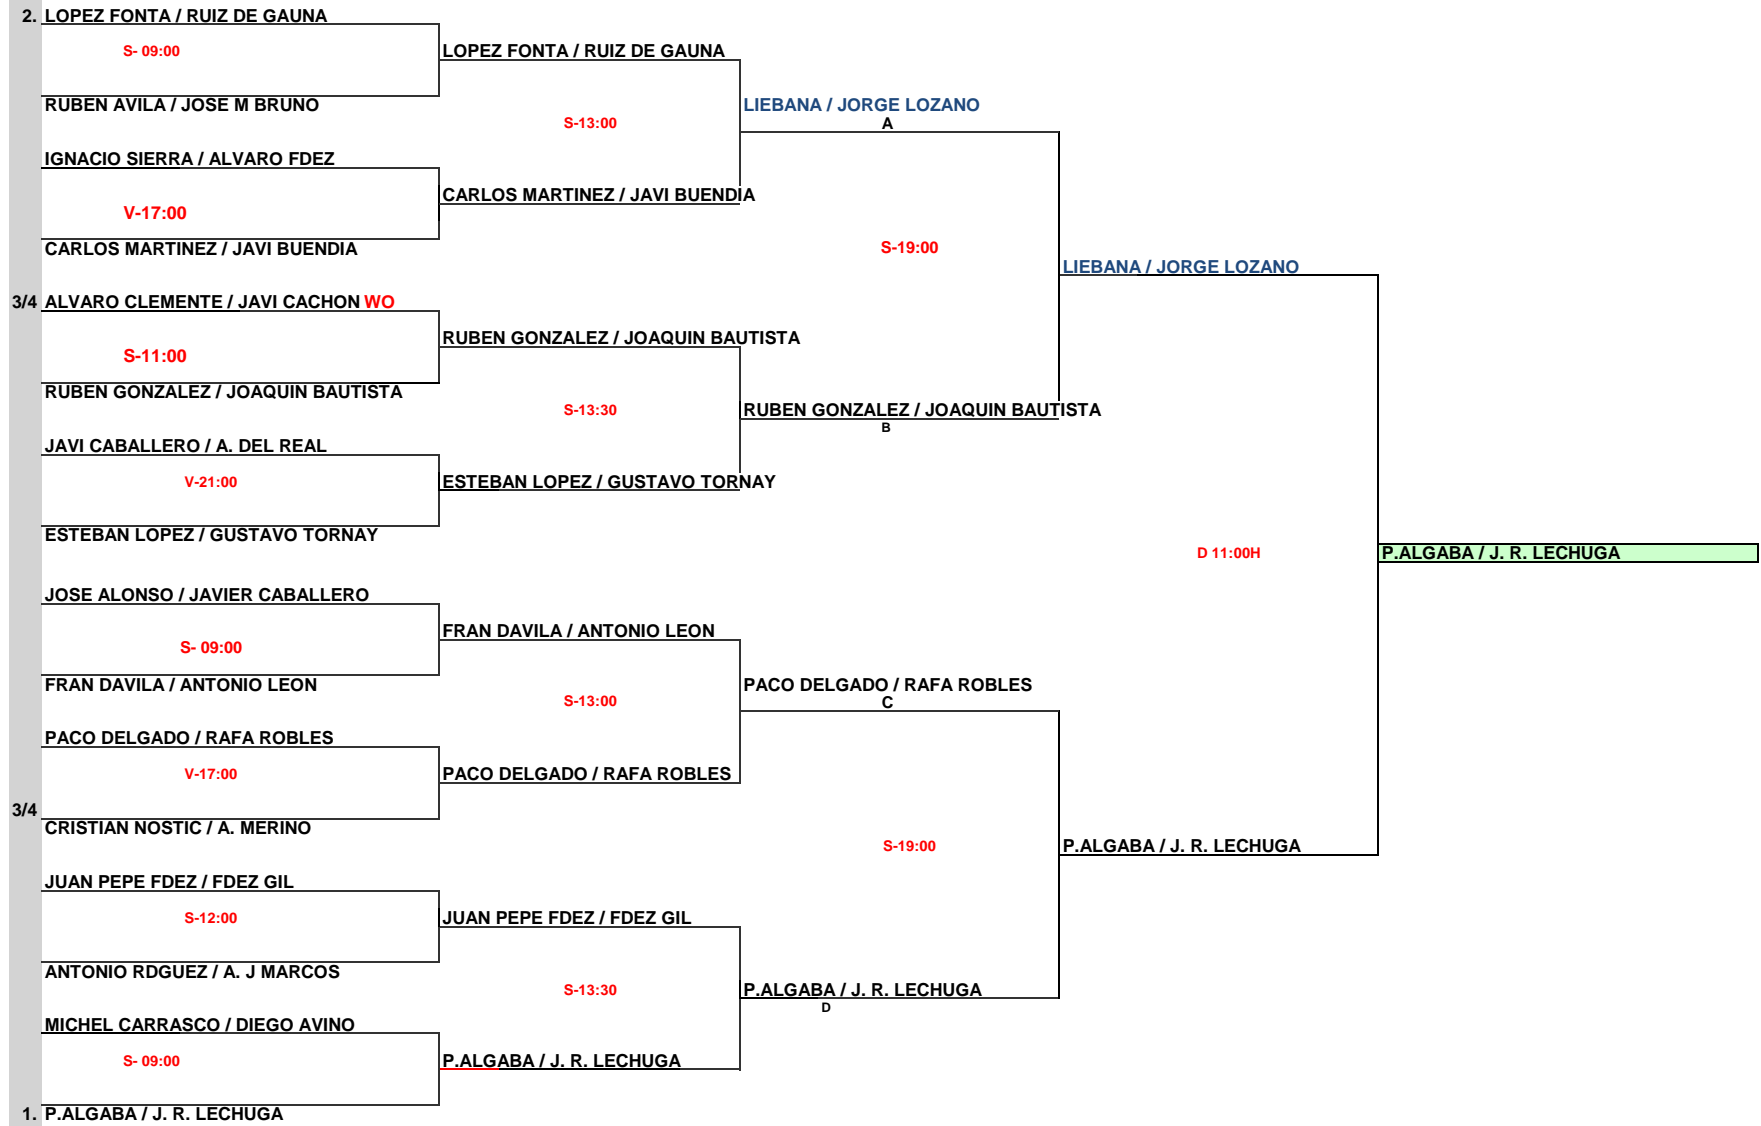 2. LOPEZ FONTA / RUIZ DE GAUNA
S- 09:00
LOPEZ FONTA / RUIZ DE GAUNA
RUBEN AVILA / JOSE M BRUNO
LIEBANA / JORGE LOZANO
S-13:00
A
IGNACIO SIERRA / ALVARO FDEZ
CARLOS MARTINEZ / JAVI BUENDIA
V-17:00
CARLOS MARTINEZ / JAVI BUENDIA
S-19:00
LIEBANA / JORGE LOZANO
3/4 ALVARO CLEMENTE / JAVI CACHON WO
RUBEN GONZALEZ / JOAQUIN BAUTISTA
S-11:00
RUBEN GONZALEZ / JOAQUIN BAUTISTA
S-13:30
RUBEN GONZALEZ / JOAQUIN BAUTISTA
B
JAVI CABALLERO / A. DEL REAL
V-21:00
ESTEBAN LOPEZ / GUSTAVO TORNAY
ESTEBAN LOPEZ / GUSTAVO TORNAY
D 11:00H
P.ALGABA / J. R. LECHUGA
JOSE ALONSO / JAVIER CABALLERO
FRAN DAVILA / ANTONIO LEON
S- 09:00
FRAN DAVILA / ANTONIO LEON
PACO DELGADO / RAFA ROBLES
S-13:00
C
PACO DELGADO / RAFA ROBLES
V-17:00
PACO DELGADO / RAFA ROBLES
3/4
CRISTIAN NOSTIC / A. MERINO
S-19:00
P.ALGABA / J. R. LECHUGA
JUAN PEPE FDEZ / FDEZ GIL
S-12:00
JUAN PEPE FDEZ / FDEZ GIL
ANTONIO RDGUEZ / A. J MARCOS
S-13:30
P.ALGABA / J. R. LECHUGA
D
MICHEL CARRASCO / DIEGO AVINO
S- 09:00
P.ALGABA / J. R. LECHUGA
1. P.ALGABA / J. R. LECHUGA